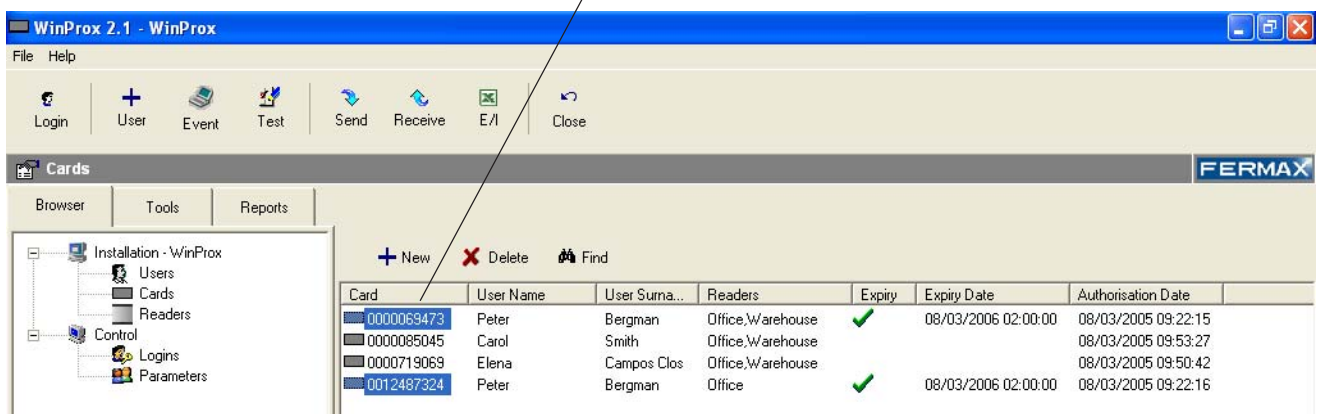 WinProx 2.1 - WinProx
File Help
Login User Event Test Send Receive E/I Close
Cards FERMAX
Browser Tools Reports
Installation - WinProx
Users
Cards
Readers
Control
Logins
Parameters
New Delete Find
Card User Name User Surna... Readers Expiry Expiry Date Authorisation Date
0000069473 Peter Bergman Office,Warehouse 08/03/2006 02:00:00 08/03/2005 09:22:15
0000085045 Carol Smith Office,Warehouse 08/03/2005 09:53:27
0000719069 Elena Campos Clos Office,Warehouse 08/03/2005 09:50:42
0012487324 Peter Bergman Office 08/03/2006 02:00:00 08/03/2005 09:22:16